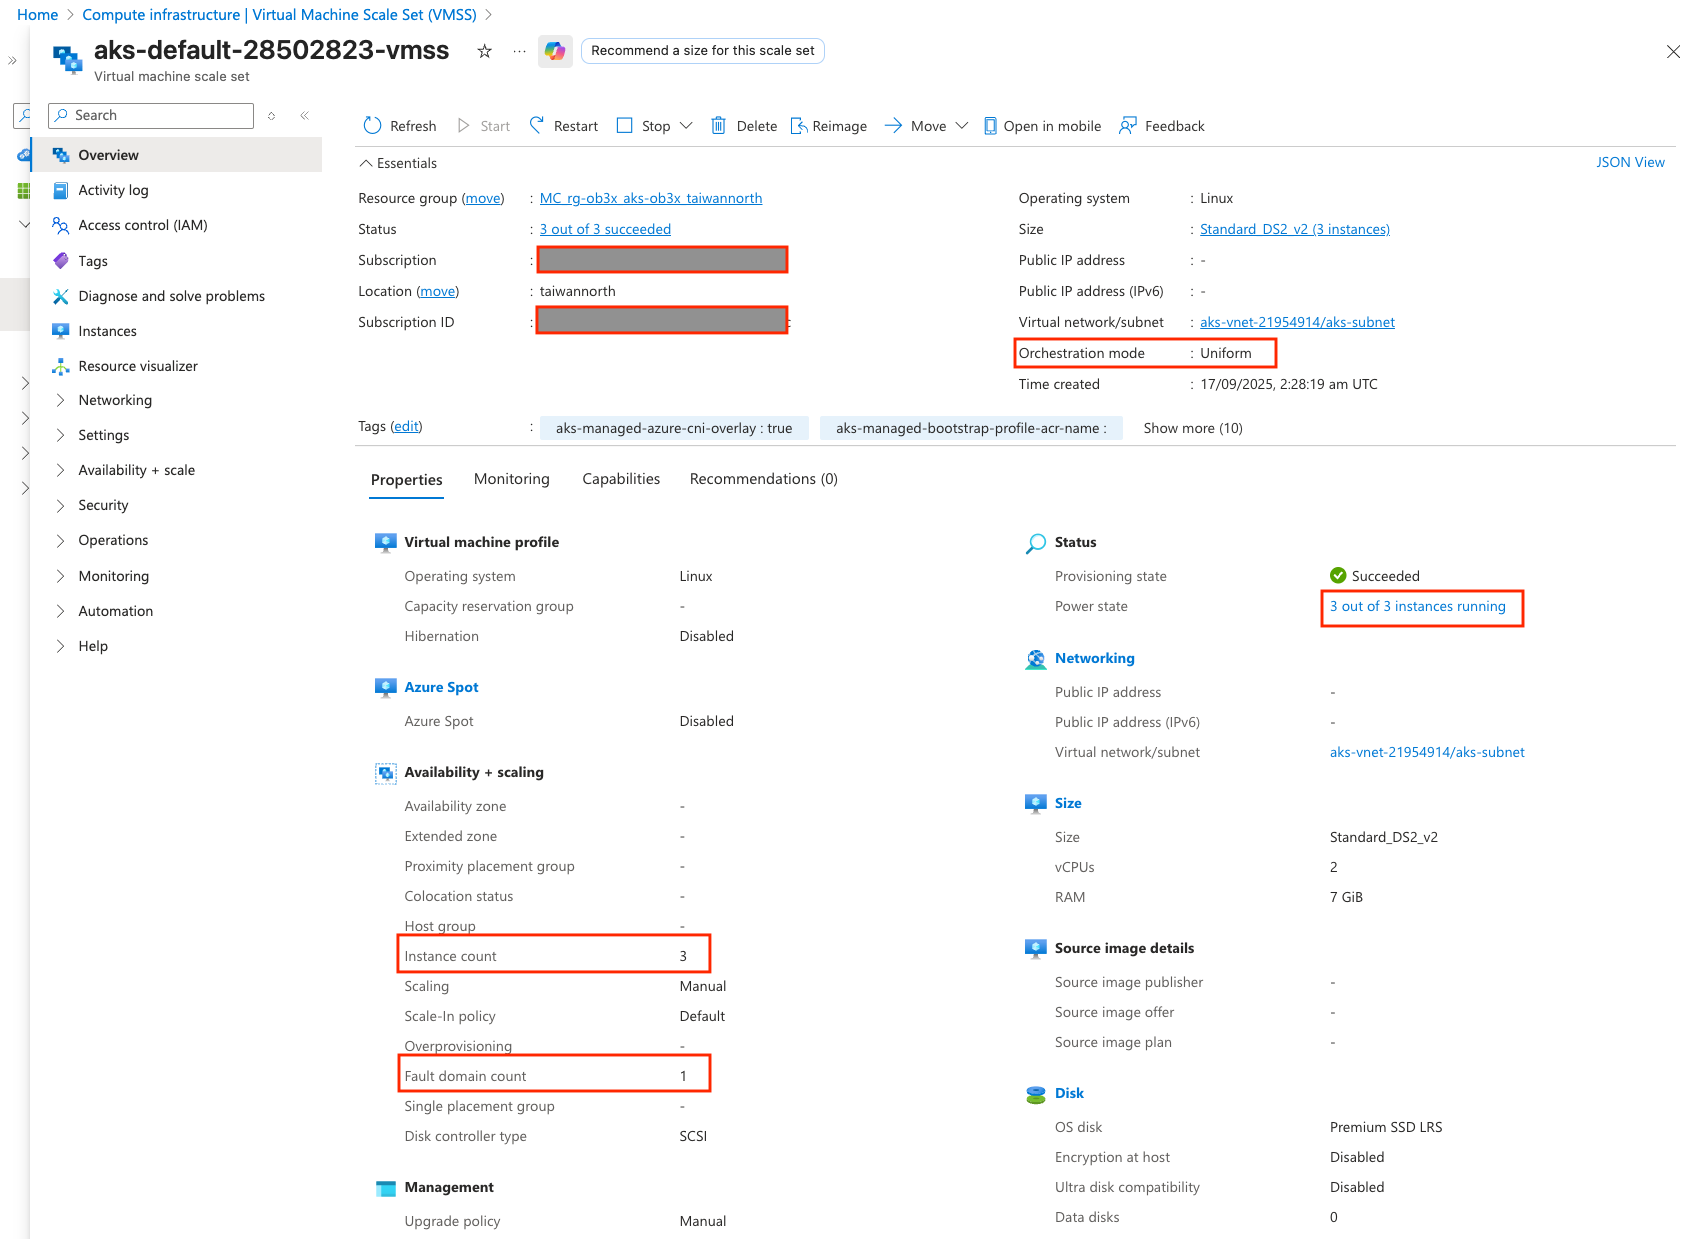 Home > Compute infrastructure | Virtual Machine Scale Set (VMSS) >
aks-default-28502823-vmss
Recommend a size for this scale set
Virtual machine scale set
Search
Overview
Activity log
Access control (IAM)
Tags
Diagnose and solve problems
Instances
Resource visualizer
Networking
Settings
Availability + scale
Security
Operations
Monitoring
Automation
Help
Refresh Start Restart Stop Delete Reimage Move Open in mobile Feedback
Essentials
JSON View
Resource group (move) : MC_rg-ob3x_aks-ob3x_taiwannorth
Status : 3 out of 3 succeeded
Subscription :
Location (move) : taiwannorth
Subscription ID :
Operating system : Linux
Size : Standard_DS2_v2 (3 instances)
Public IP address : -
Public IP address (IPv6) : -
Virtual network/subnet : aks-vnet-21954914/aks-subnet
Orchestration mode : Uniform
Time created : 17/09/2025, 2:28:19 am UTC
Tags (edit) : aks-managed-azure-cni-overlay : true aks-managed-bootstrap-profile-acr-name : Show more (10)
Properties Monitoring Capabilities Recommendations (0)
Virtual machine profile
Operating system Linux
Capacity reservation group -
Hibernation Disabled
Azure Spot
Azure Spot Disabled
Availability + scaling
Availability zone -
Extended zone -
Proximity placement group -
Colocation status -
Host group -
Instance count 3
Scaling Manual
Scale-In policy Default
Overprovisioning -
Fault domain count 1
Single placement group -
Disk controller type SCSI
Management
Upgrade policy Manual
Status
Provisioning state Succeeded
Power state 3 out of 3 instances running
Networking
Public IP address -
Public IP address (IPv6) -
Virtual network/subnet aks-vnet-21954914/aks-subnet
Size
Size Standard_DS2_v2
vCPUs 2
RAM 7 GiB
Source image details
Source image publisher -
Source image offer -
Source image plan -
Disk
OS disk Premium SSD LRS
Encryption at host Disabled
Ultra disk compatibility Disabled
Data disks 0